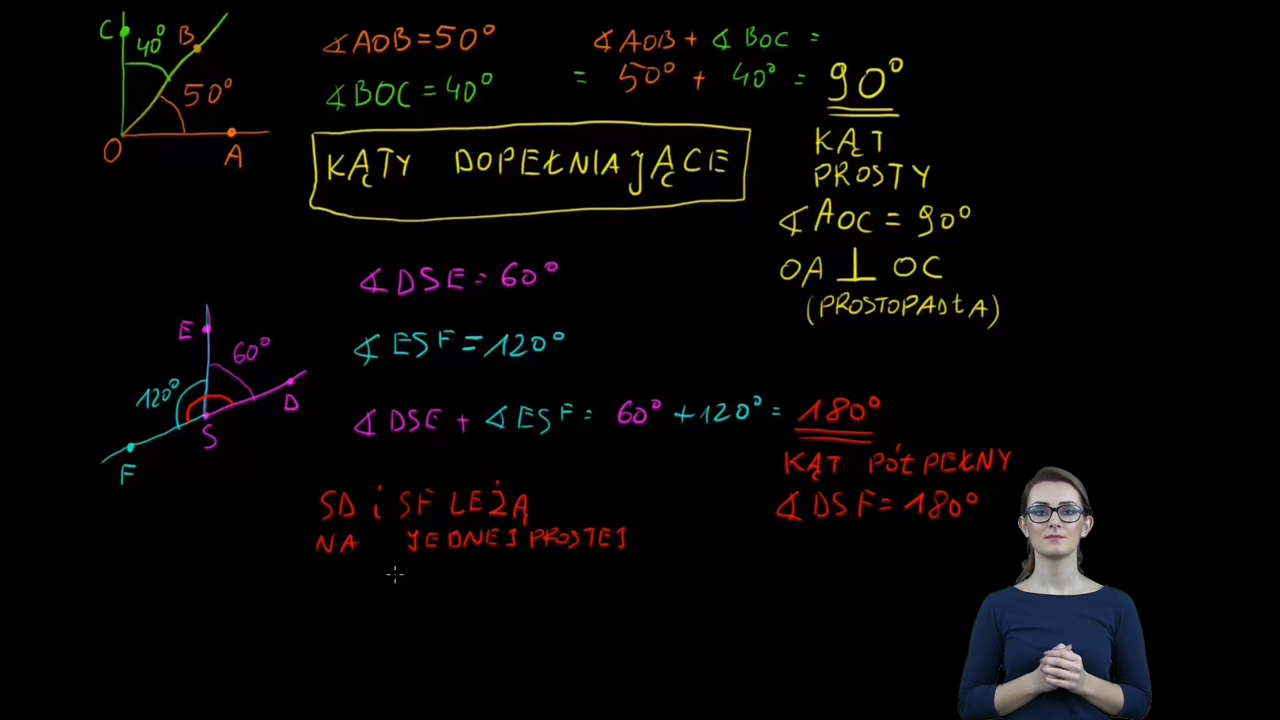 C
40°
B
50°
O
A
∢AOB=50°
∢BOC=40°
∢AOB + ∢BOC =
= 50° + 40° = 90°
KĄTY DOPEŁNIAJĄCE
KĄT
PROSTY
∢AOC = 90°
OA ⊥ OC
(PROSTOPADŁA)
E
60°
120°
D
S
F
∢DSE=60°
∢ESF=120°
∢DSE + ∢ESF= 60° +120° = 180°
KĄT PÓŁPEŁNY
∢DSF=180°
SD i SF LEŻĄ
NA JEDNEJ PROSTEJ